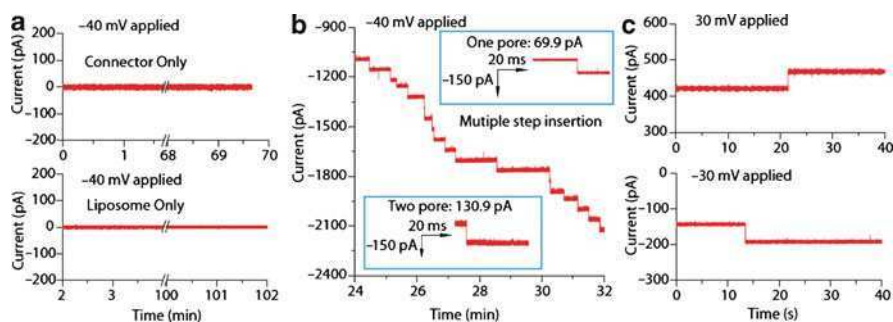 a
–40 mV applied
200
100
0
–100
–200
Current (pA)
Connector Only
0 1 68 69 70
–40 mV applied
200
100
0
–100
–200
Current (pA)
Liposome Only
2 3 100 101 102
Time (min)
b
–40 mV applied
–900
–1200
–1500
–1800
–2100
–2400
Current (pA)
One pore: 69.9 pA
20 ms
–150 pA
Mutiple step insertion
Two pore: 130.9 pA
20 ms
–150 pA
24 26 28 30 32
Time (min)
c
30 mV applied
600
500
400
300
Current (pA)
0 10 20 30 40
–30 mV applied
0
–100
–200
–300
Current (pA)
0 10 20 30 40
Time (s)